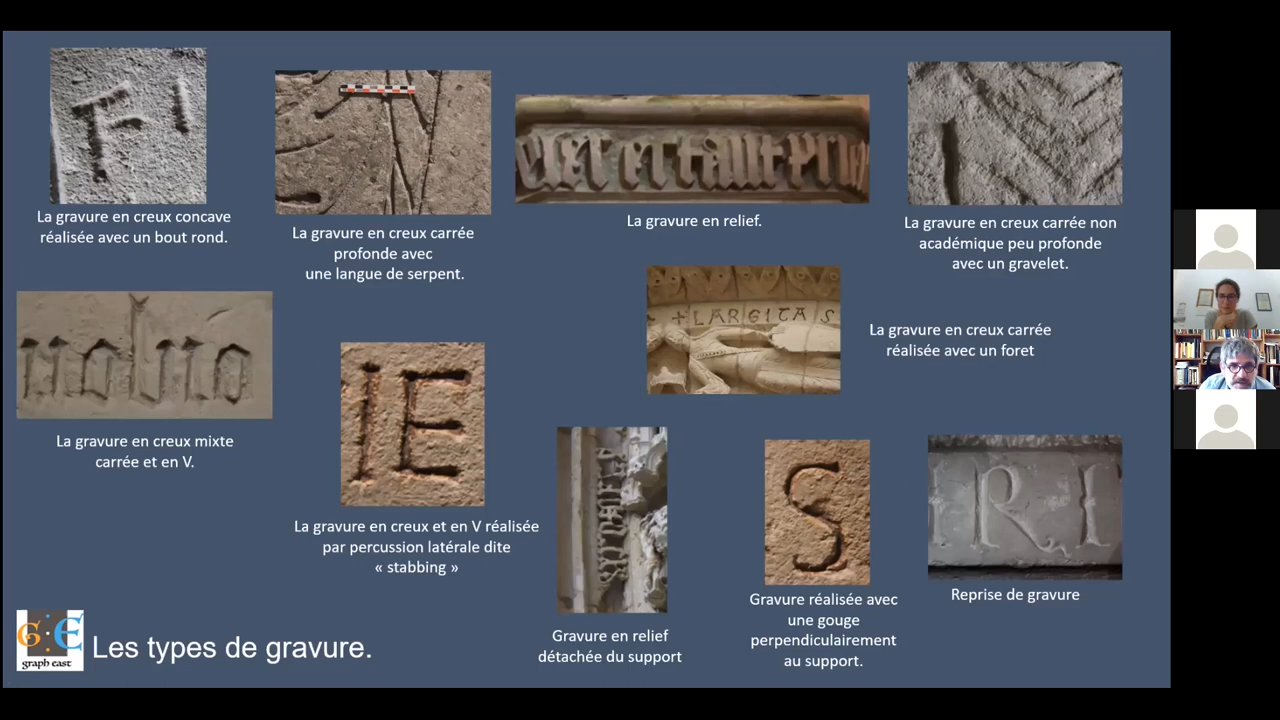 F I
La gravure en creux concave
réalisée avec un bout rond.
La gravure en creux carrée
profonde avec
une langue de serpent.
La gravure en relief.
La gravure en creux carrée non
académique peu profonde
avec un gravelet.
+LARGITAS
La gravure en creux carrée
réalisée avec un foret
La gravure en creux mixte
carrée et en V.
IE
La gravure en creux et en V réalisée
par percussion latérale dite
« stabbing »
Gravure en relief
détachée du support
S
Gravure réalisée avec
une gouge
perpendiculairement
au support.
IRI
Reprise de gravure
G:E
graph east
Les types de gravure.